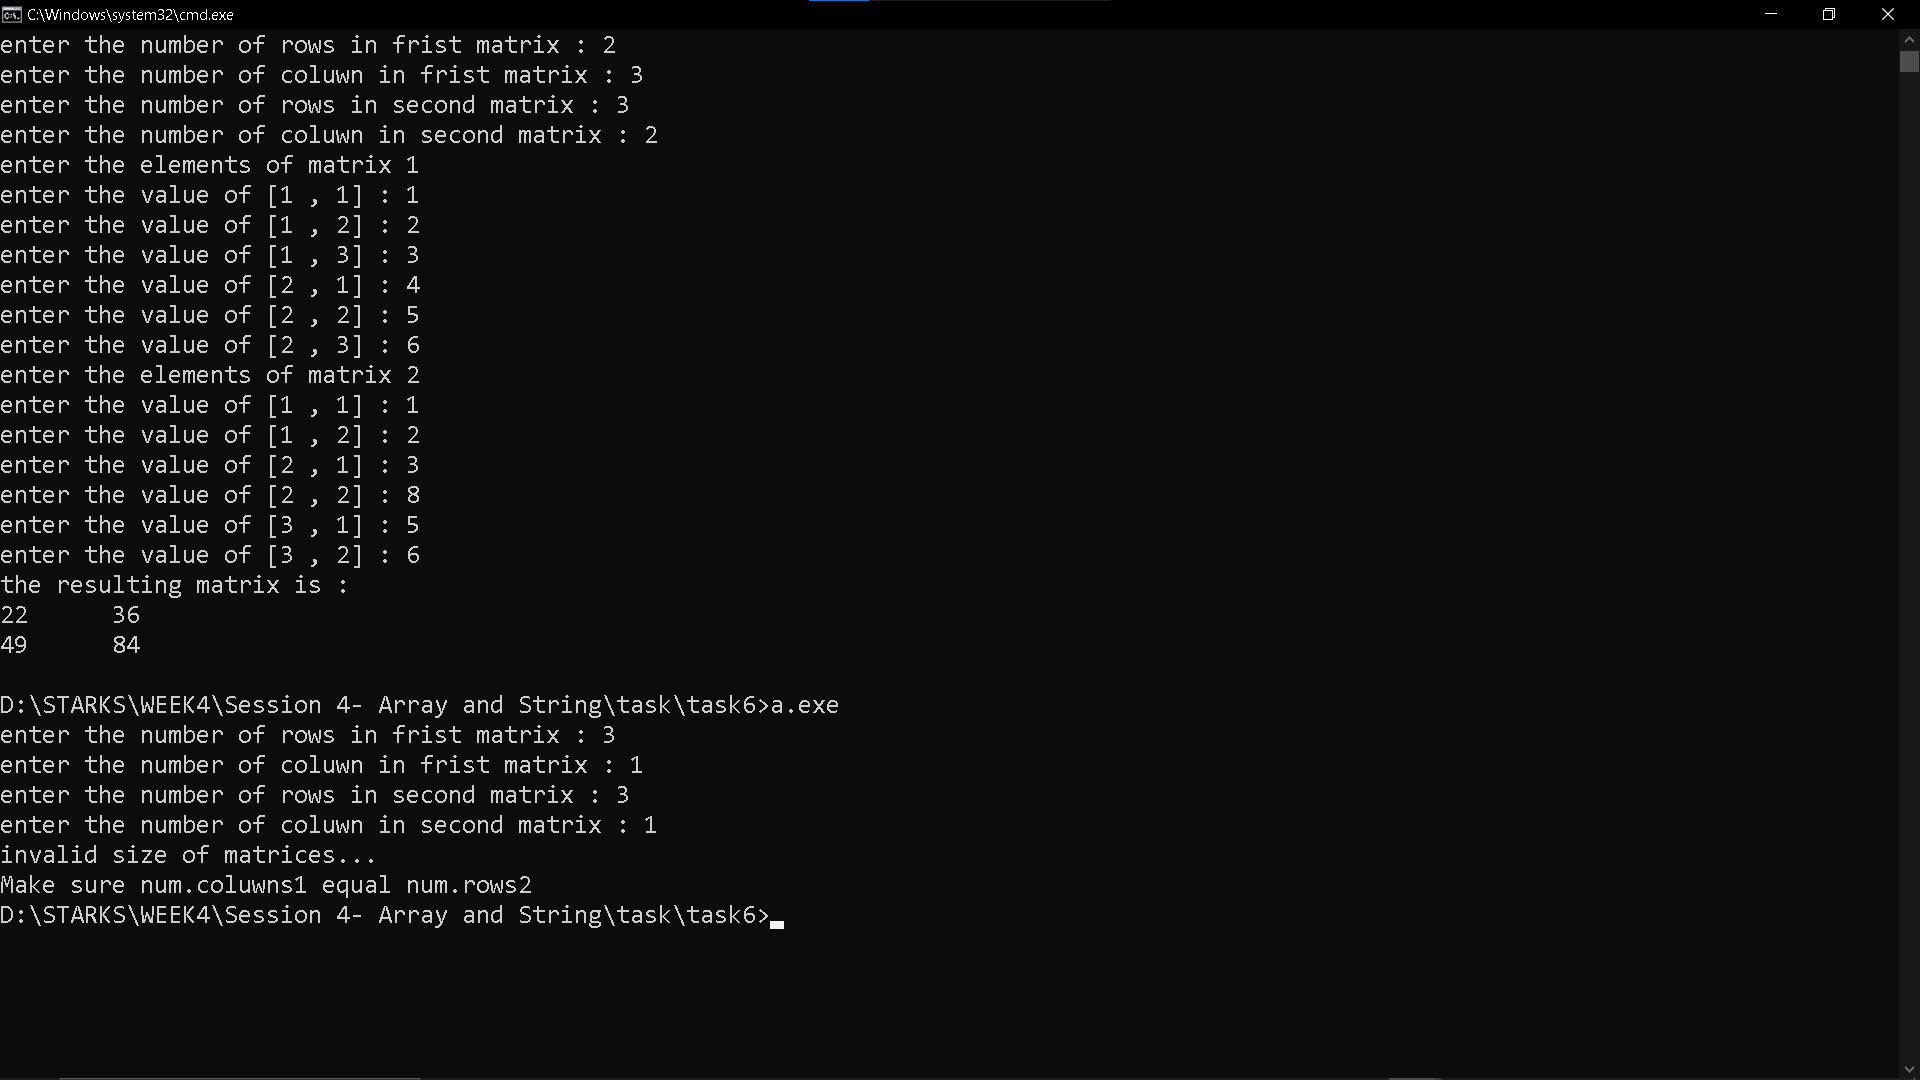 C:\Windows\system32\cmd.exe
enter the number of rows in frist matrix : 2
enter the number of coluwn in frist matrix : 3
enter the number of rows in second matrix : 3
enter the number of coluwn in second matrix : 2
enter the elements of matrix 1
enter the value of [1 , 1] : 1
enter the value of [1 , 2] : 2
enter the value of [1 , 3] : 3
enter the value of [2 , 1] : 4
enter the value of [2 , 2] : 5
enter the value of [2 , 3] : 6
enter the elements of matrix 2
enter the value of [1 , 1] : 1
enter the value of [1 , 2] : 2
enter the value of [2 , 1] : 3
enter the value of [2 , 2] : 8
enter the value of [3 , 1] : 5
enter the value of [3 , 2] : 6
the resulting matrix is :
22      36
49      84
D:\STARKS\WEEK4\Session 4- Array and String\task\task6>a.exe
enter the number of rows in frist matrix : 3
enter the number of coluwn in frist matrix : 1
enter the number of rows in second matrix : 3
enter the number of coluwn in second matrix : 1
invalid size of matrices...
Make sure num.coluwns1 equal num.rows2
D:\STARKS\WEEK4\Session 4- Array and String\task\task6>